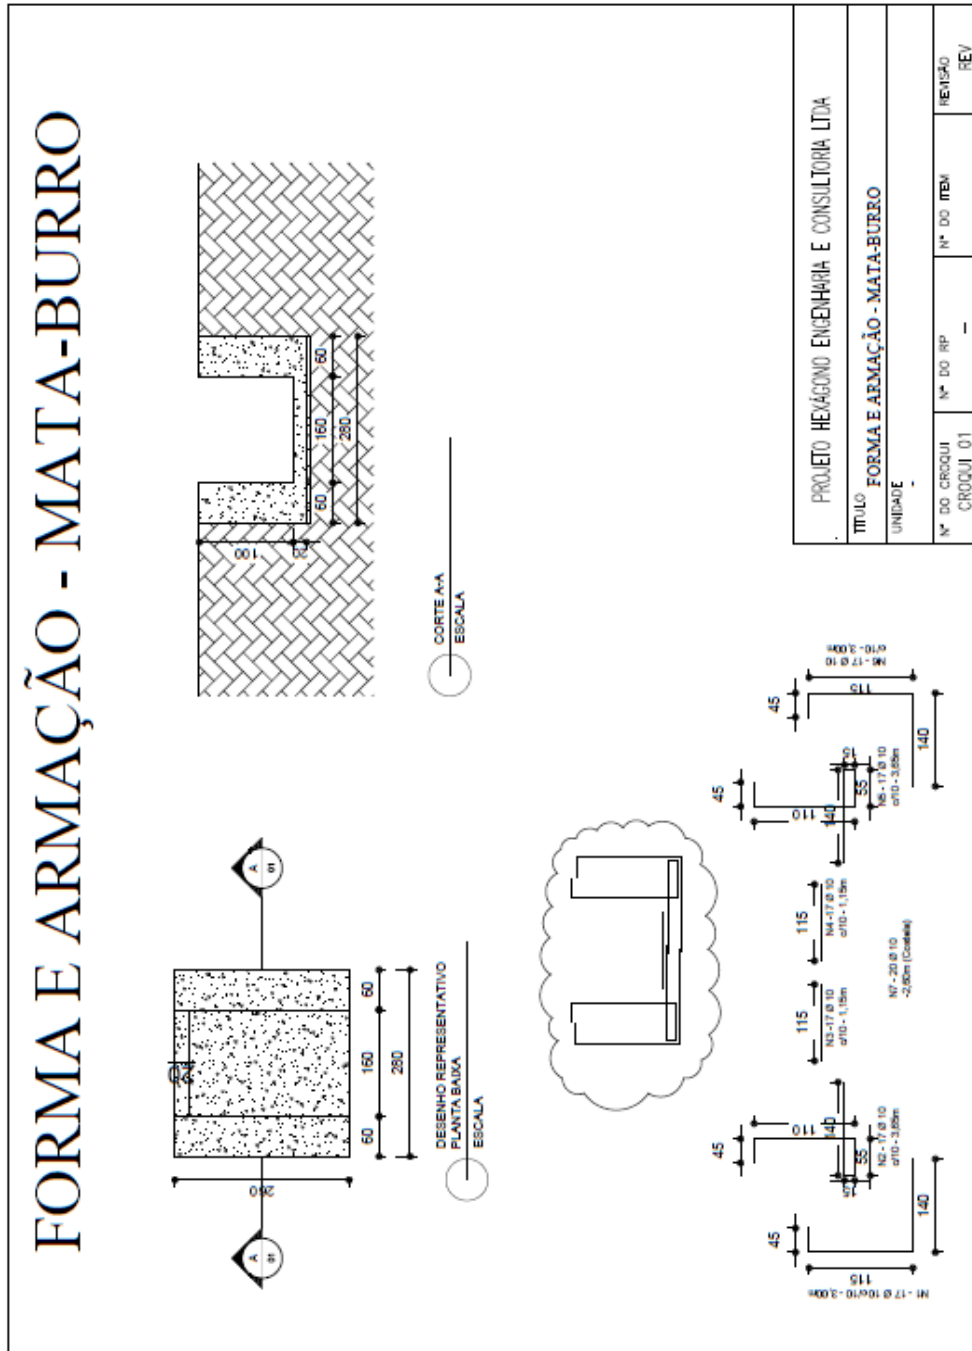 FORMA E ARMAÇÃO - MATA-BURRO
A
01
A
01
60
160
60
280
DESENHO REPRESENTATIVO
PLANTA BAIXA
ESCALA
60
160
60
280
CORTE A-A
ESCALA
45
115
N1 - 17 Ø 10c/10 - 3,00m
140
45
110
140
55
N2 - 17 Ø 10
c/10 - 3,65m
115
N3-17 Ø 10
c/10 - 1,15m
115
N4-17 Ø 10
c/10 - 1,15m
N7 - 20 Ø 10
-2,60m (Costela)
45
110
140
55
N5 - 17 Ø 10
c/10 - 3,65m
45
115
N6 - 17 Ø 10
c/10 - 3,00m
140
PROJETO HEXÁGONO ENGENHARIA E CONSULTORIA LTDA
TÍTULO
FORMA E ARMAÇÃO - MATA-BURRO
UNIDADE
-
Nº DO CROQUI
CROQUI 01
Nº DO RP
-
Nº DO ITEM
REVISÃO
REV